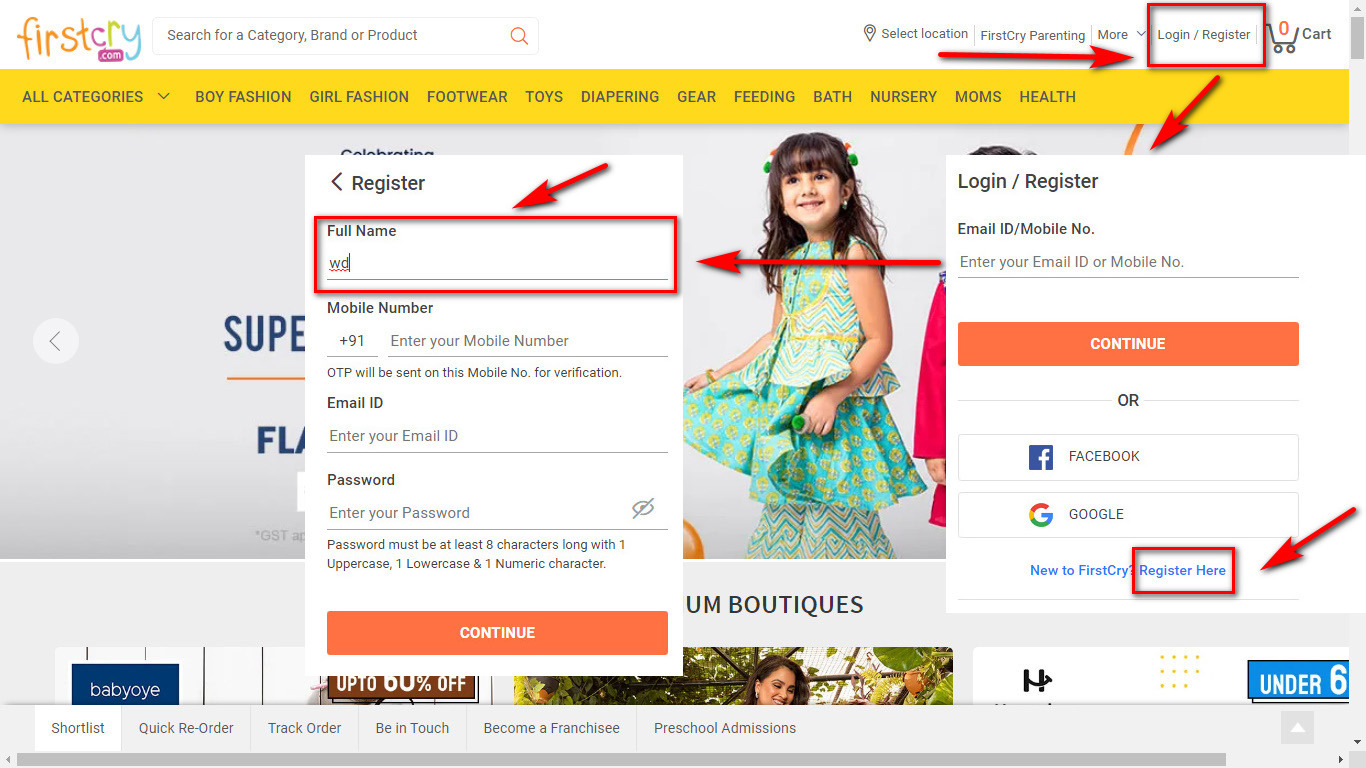 firstcry
.com
Search for a Category, Brand or Product
Select location
FirstCry Parenting
More
Login / Register
0
Cart
ALL CATEGORIES
BOY FASHION
GIRL FASHION
FOOTWEAR
TOYS
DIAPERING
GEAR
FEEDING
BATH
NURSERY
MOMS
HEALTH
Celebrating
SUPE
FLA
*GST ap
Register
Full Name
wd
Mobile Number
+91
Enter your Mobile Number
OTP will be sent on this Mobile No. for verification.
Email ID
Enter your Email ID
Password
Enter your Password
Password must be at least 8 characters long with 1
Uppercase, 1 Lowercase & 1 Numeric character.
CONTINUE
Login / Register
Email ID/Mobile No.
Enter your Email ID or Mobile No.
CONTINUE
OR
FACEBOOK
GOOGLE
New to FirstCry? Register Here
UM BOUTIQUES
babyoye
UPTO 60% OFF
UNDER 6
Shortlist
Quick Re-Order
Track Order
Be in Touch
Become a Franchisee
Preschool Admissions